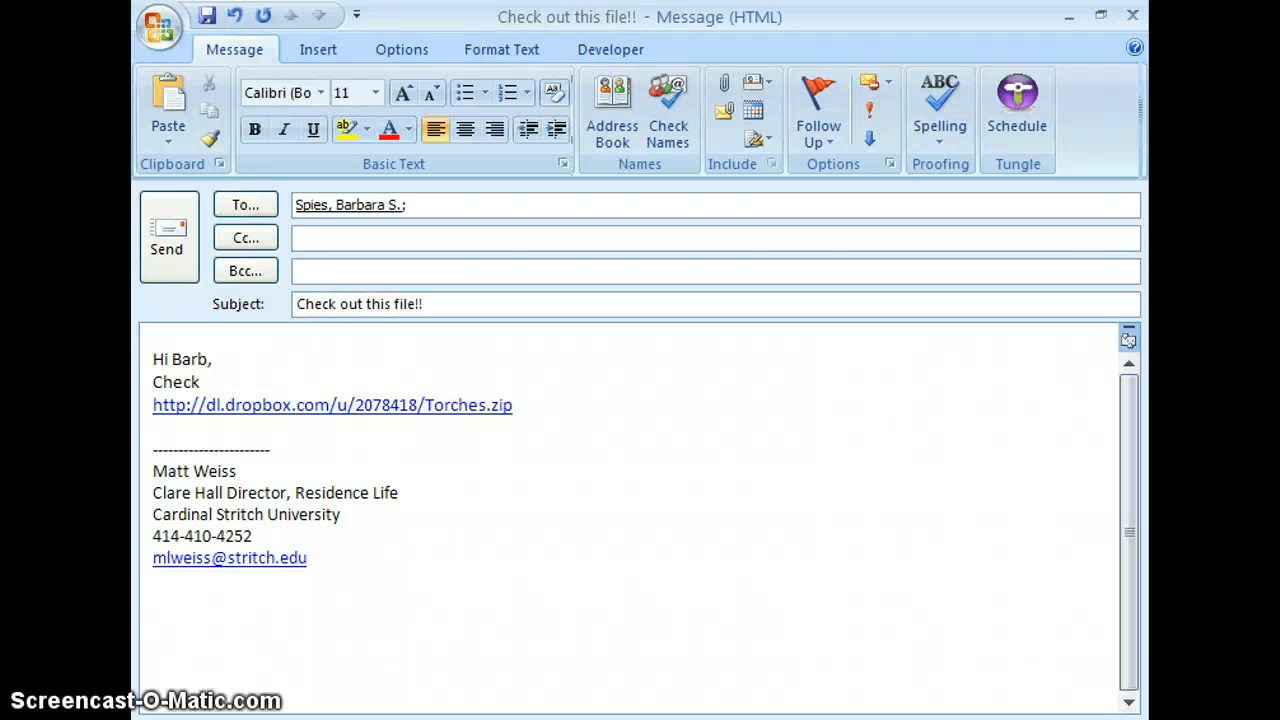 Check out this file!! - Message (HTML)
Message Insert Options Format Text Developer
Calibri (Bo 11
Paste
B I U ab A
Address Book
Check Names
Follow Up
ABC
Spelling
Schedule
Clipboard Basic Text Names Include Options Proofing Tungle
Send
To... Spies, Barbara S.;
Cc...
Bcc...
Subject: Check out this file!!
Hi Barb,
Check
http://dl.dropbox.com/u/2078418/Torches.zip
-----------------------
Matt Weiss
Clare Hall Director, Residence Life
Cardinal Stritch University
414-410-4252
mlweiss@stritch.edu
Screencast-O-Matic.com